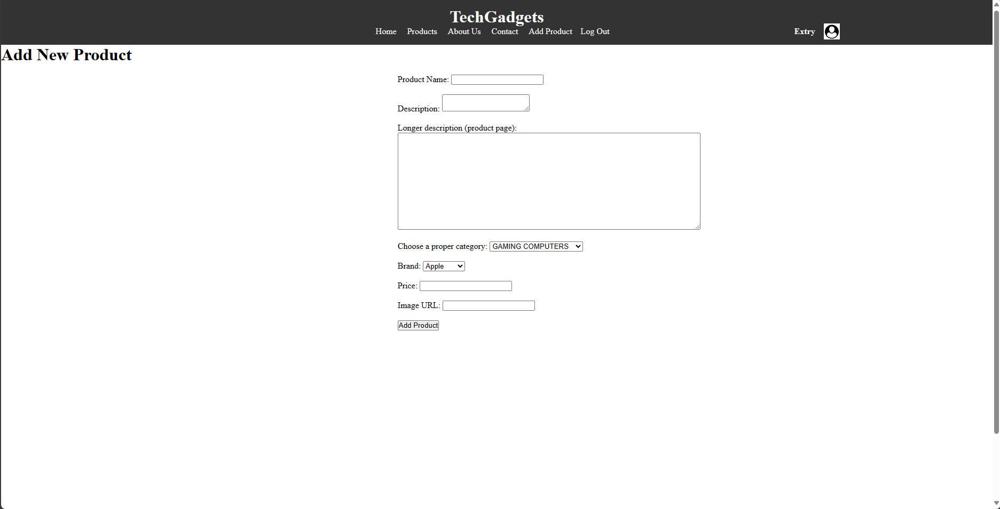 TechGadgets
Home Products About Us Contact Add Product Log Out Extry
Add New Product
Product Name:
Description:
Longer description (product page):
Choose a proper category: GAMING COMPUTERS
Brand: Apple
Price:
Image URL:
Add Product